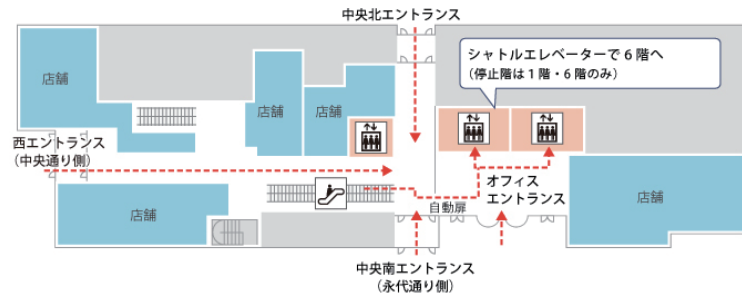 中央北エントランス
シャトルエレベーターで6階へ
(停止階は1階・6階のみ)
店舗
店舗
店舗
西エントランス
(中央通り側)
オフィス
エントランス
店舗
店舗
自動扉
中央南エントランス
(永代通り側)